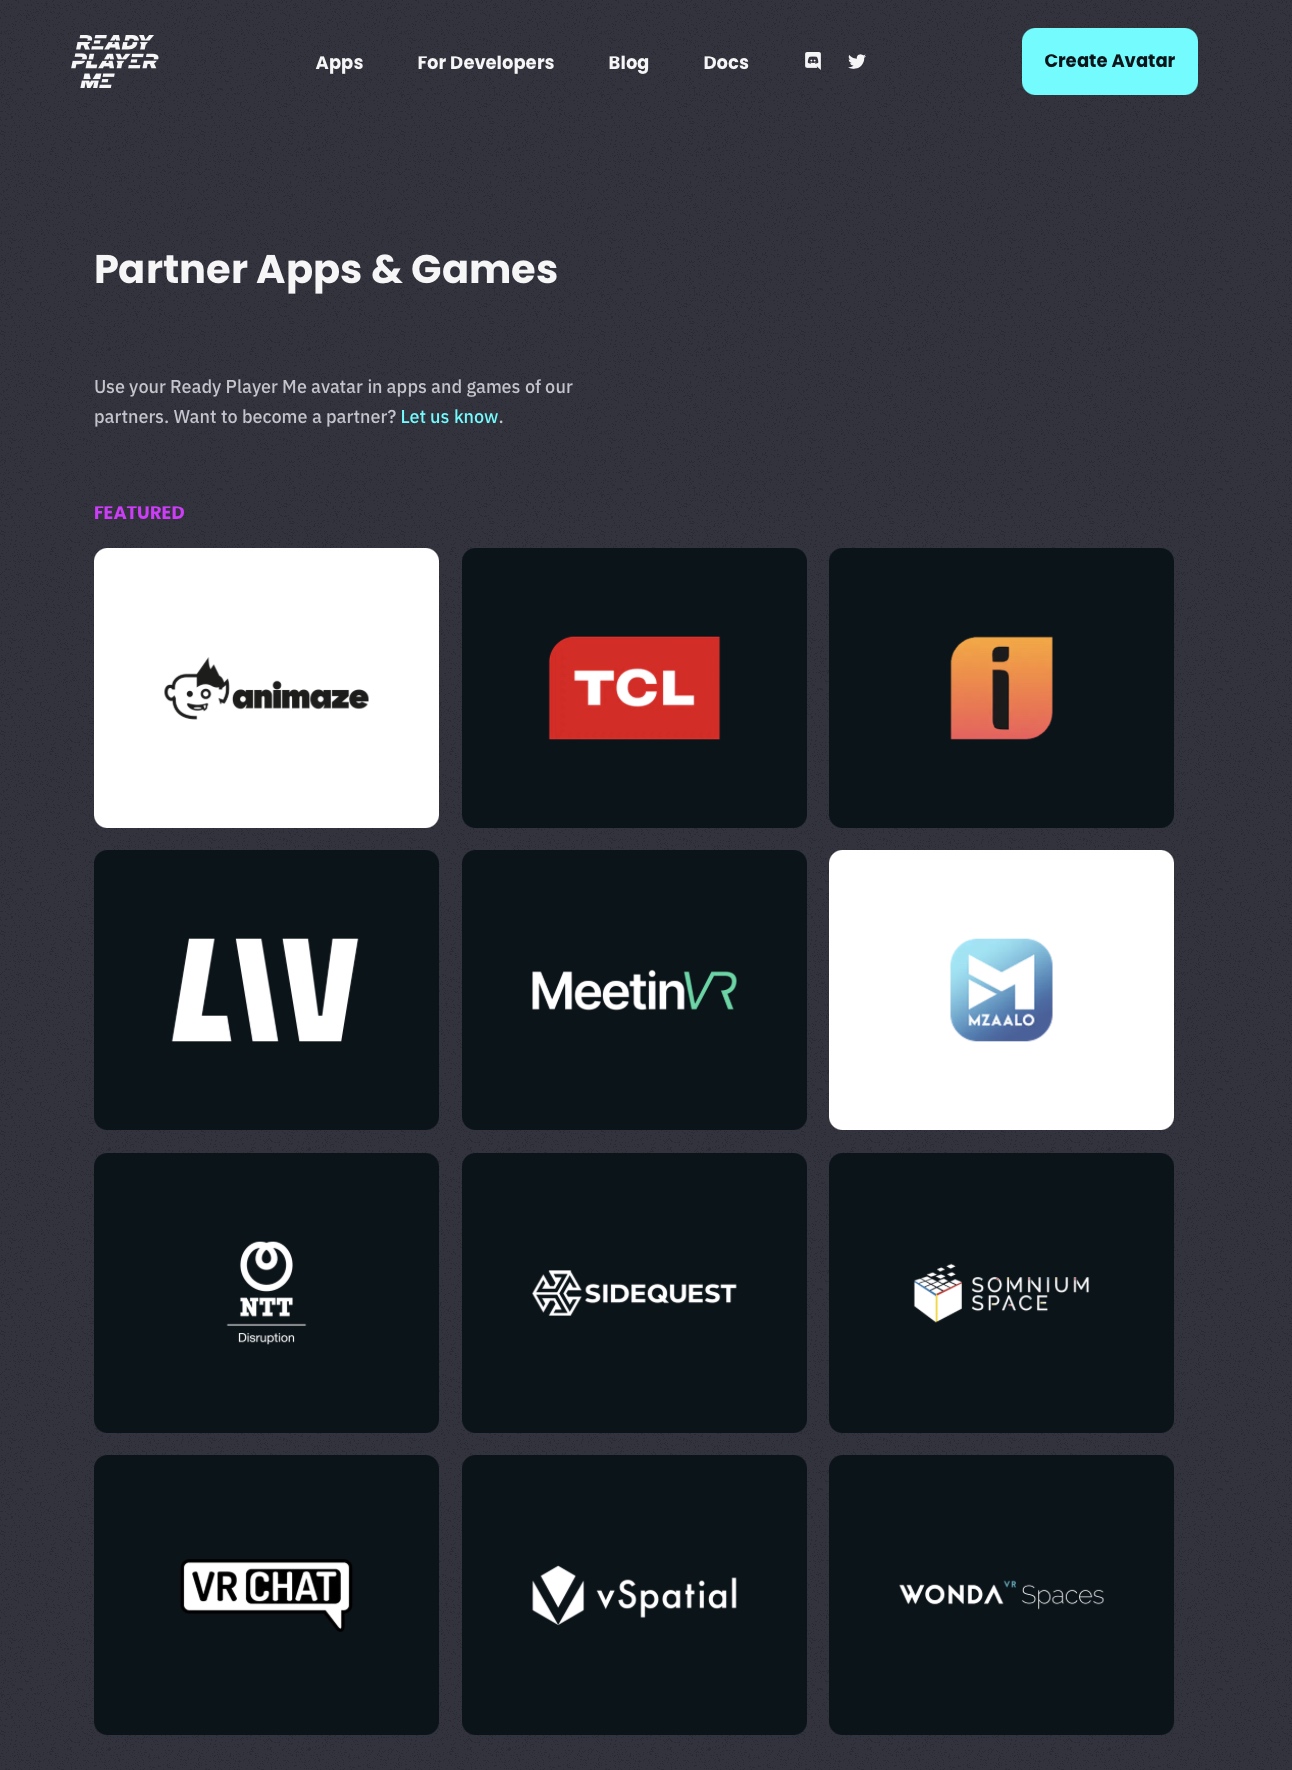 READY
PLAYER
ME
Apps
For Developers
Blog
Docs
Create Avatar
Partner Apps & Games
Use your Ready Player Me avatar in apps and games of our
partners. Want to become a partner? Let us know.
FEATURED
animaze
TCL
i
LIV
MeetinVR
MZAALO
NTT
Disruption
SIDEQUEST
SOMNIUM
SPACE
VRCHAT
vSpatial
WONDA VR Spaces